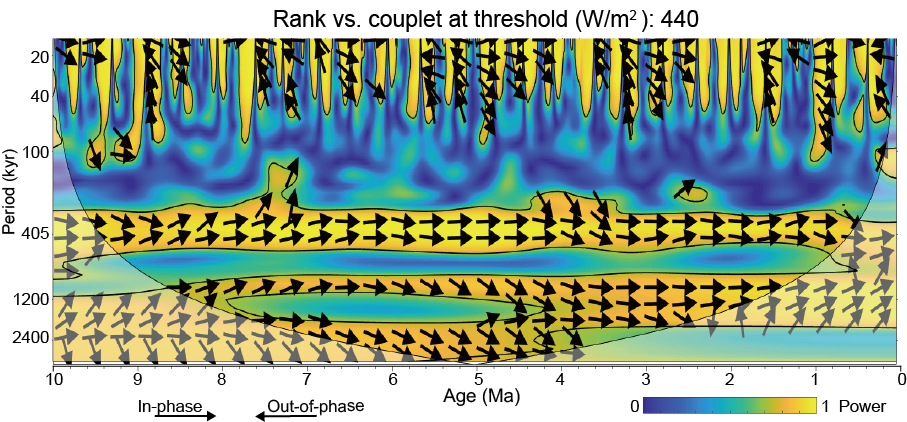 Rank vs. couplet at threshold (W/m²): 440
Period (kyr)
20
40
100
405
1200
2400
10 9 8 7 6 5 4 3 2 1 0
Age (Ma)
In-phase Out-of-phase
0 1 Power